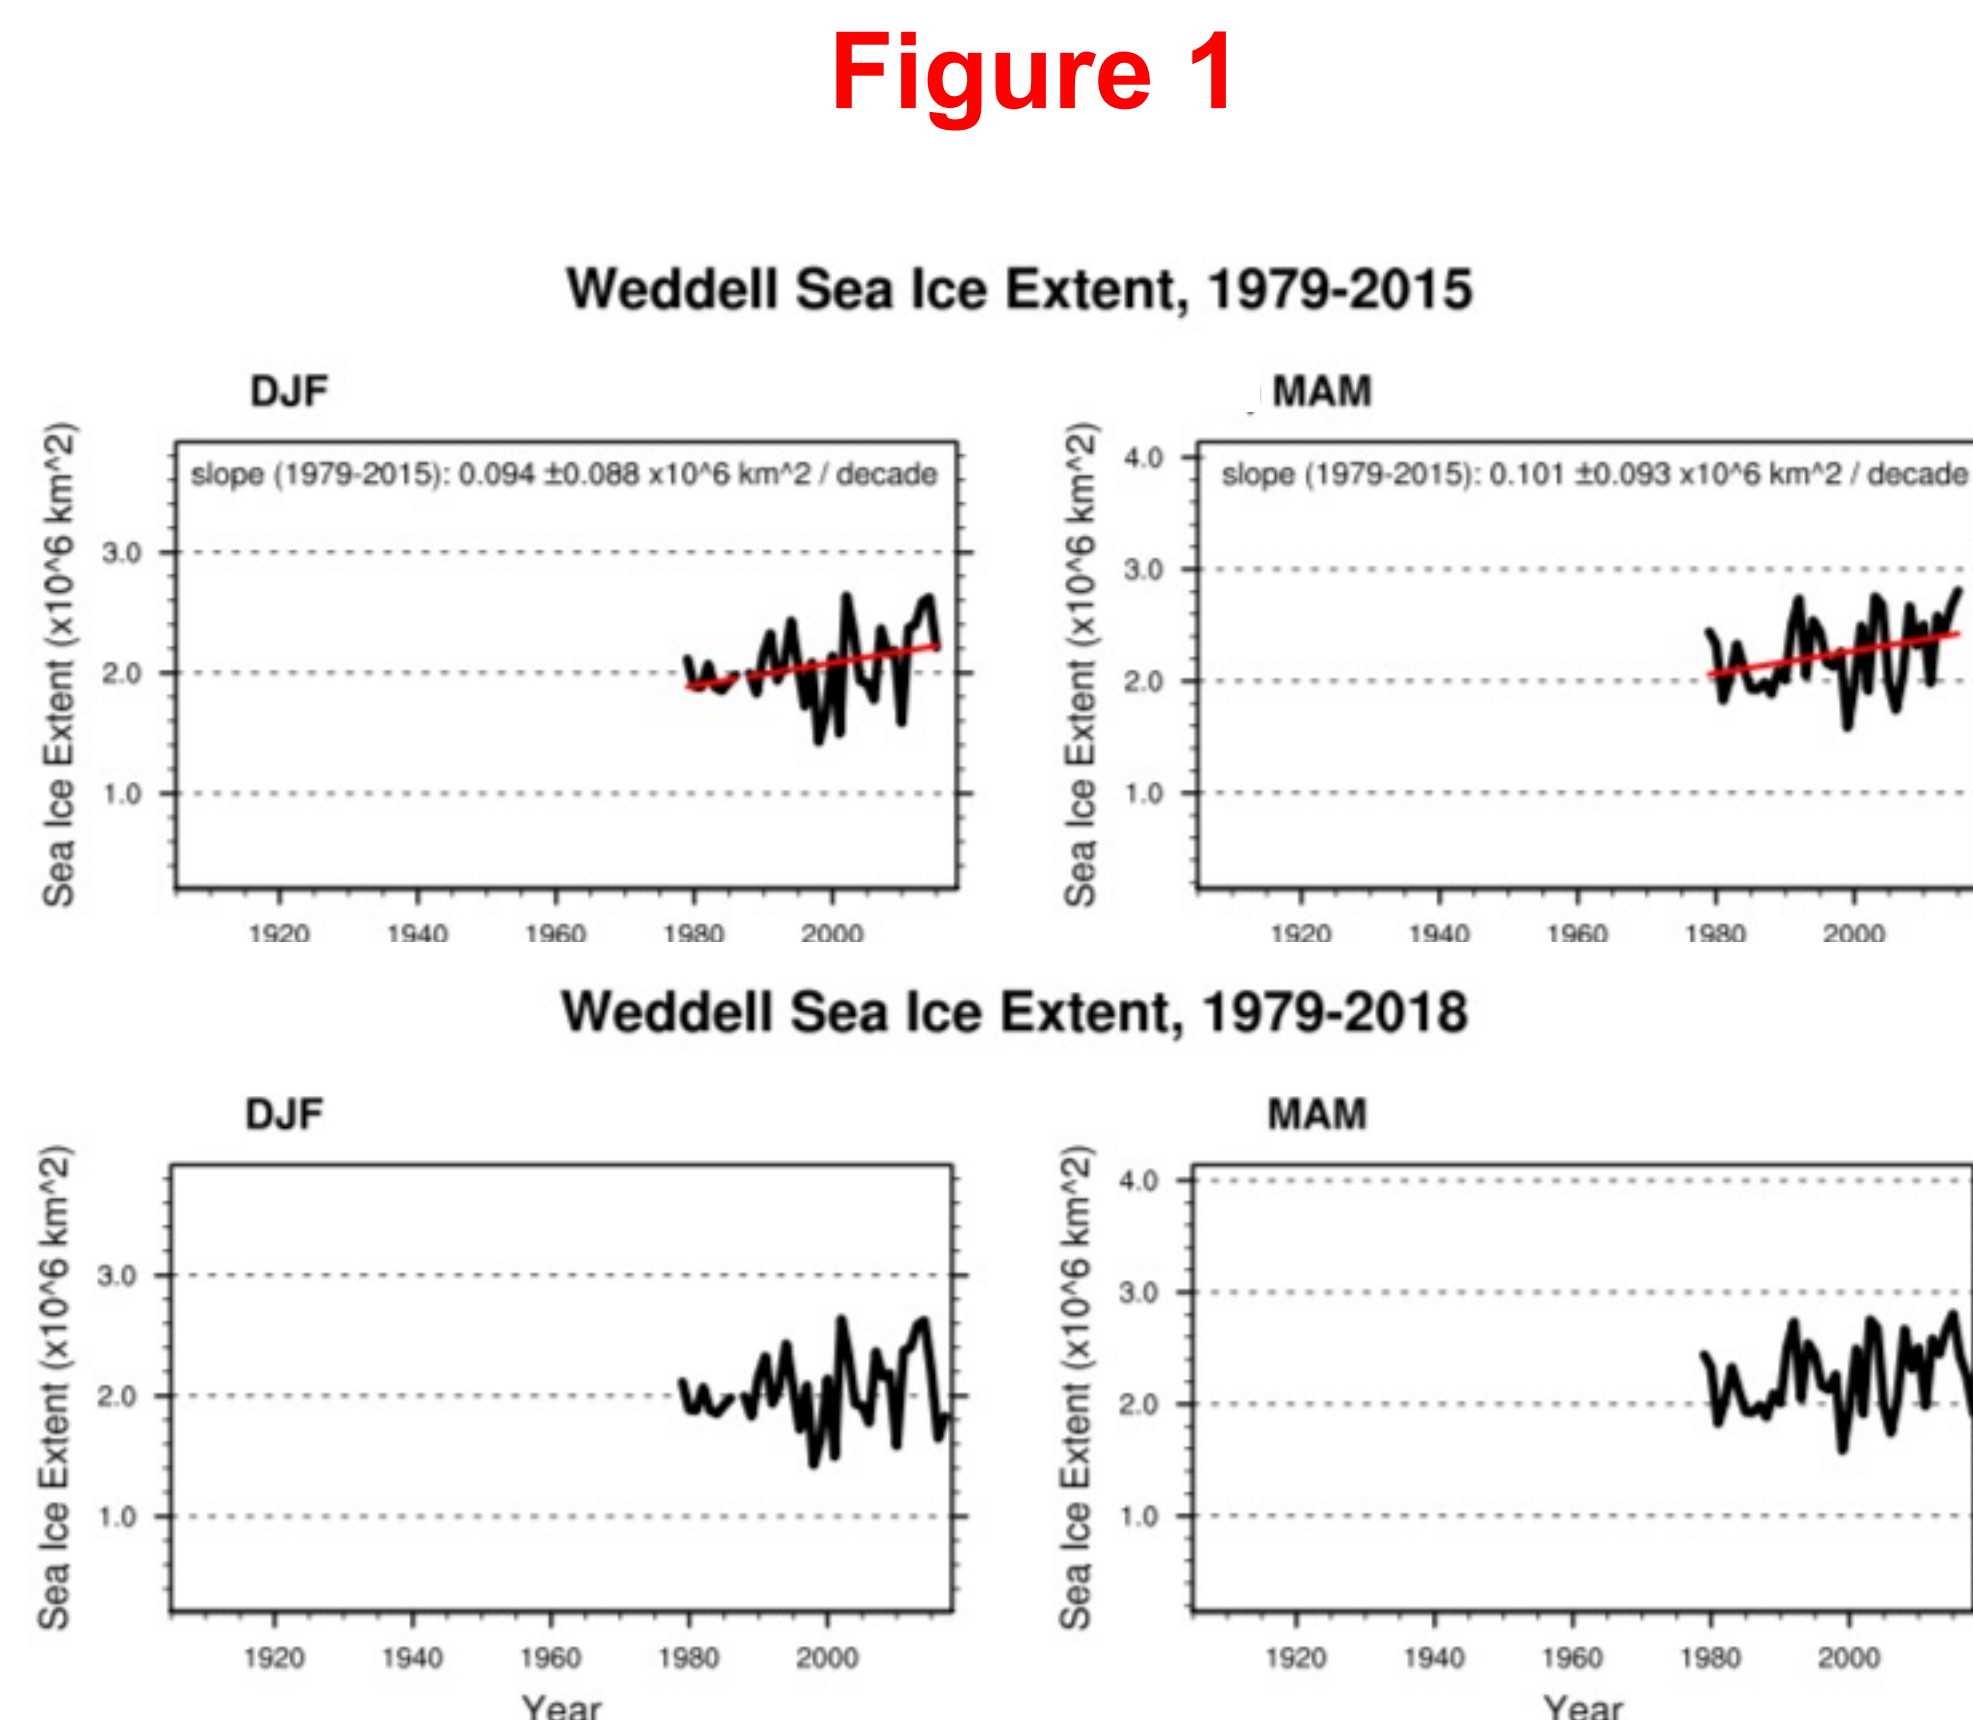 Figure 1
Weddell Sea Ice Extent, 1979-2015
DJF
MAM
Sea Ice Extent (x10^6 km^2)
slope (1979-2015): 0.094 ±0.088 x10^6 km^2 / decade
3.0
2.0
1.0
1920 1940 1960 1980 2000
Sea Ice Extent (x10^6 km^2)
slope (1979-2015): 0.101 ±0.093 x10^6 km^2 / decade
4.0
3.0
2.0
1.0
1920 1940 1960 1980 2000
Weddell Sea Ice Extent, 1979-2018
DJF
MAM
Sea Ice Extent (x10^6 km^2)
3.0
2.0
1.0
1920 1940 1960 1980 2000
Year
Sea Ice Extent (x10^6 km^2)
4.0
3.0
2.0
1.0
1920 1940 1960 1980 2000
Year